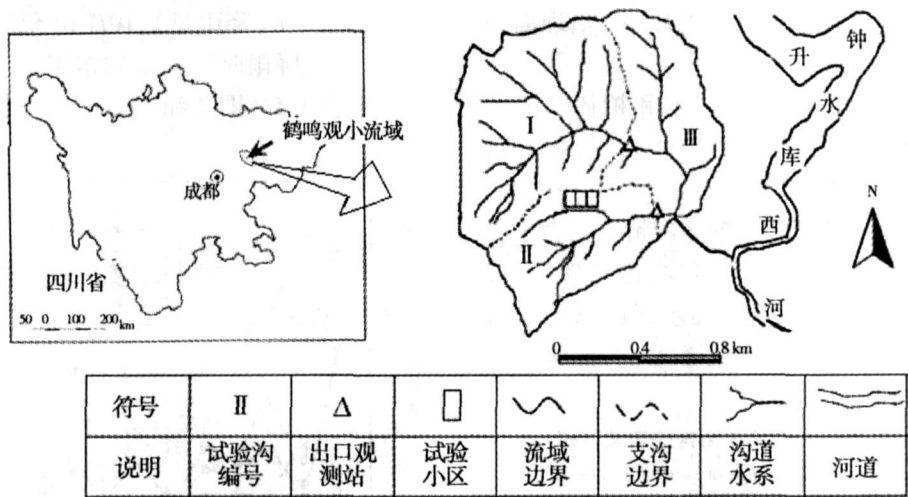 鹤鸣观小流域
成都
四川省
50 0 100 200km
I
II
III
升钟水库
西河
N
0 0.4 0.8 km
符号 II Δ
说明 试验沟编号 出口观测站 试验小区 流域边界 支沟边界 沟道水系 河道